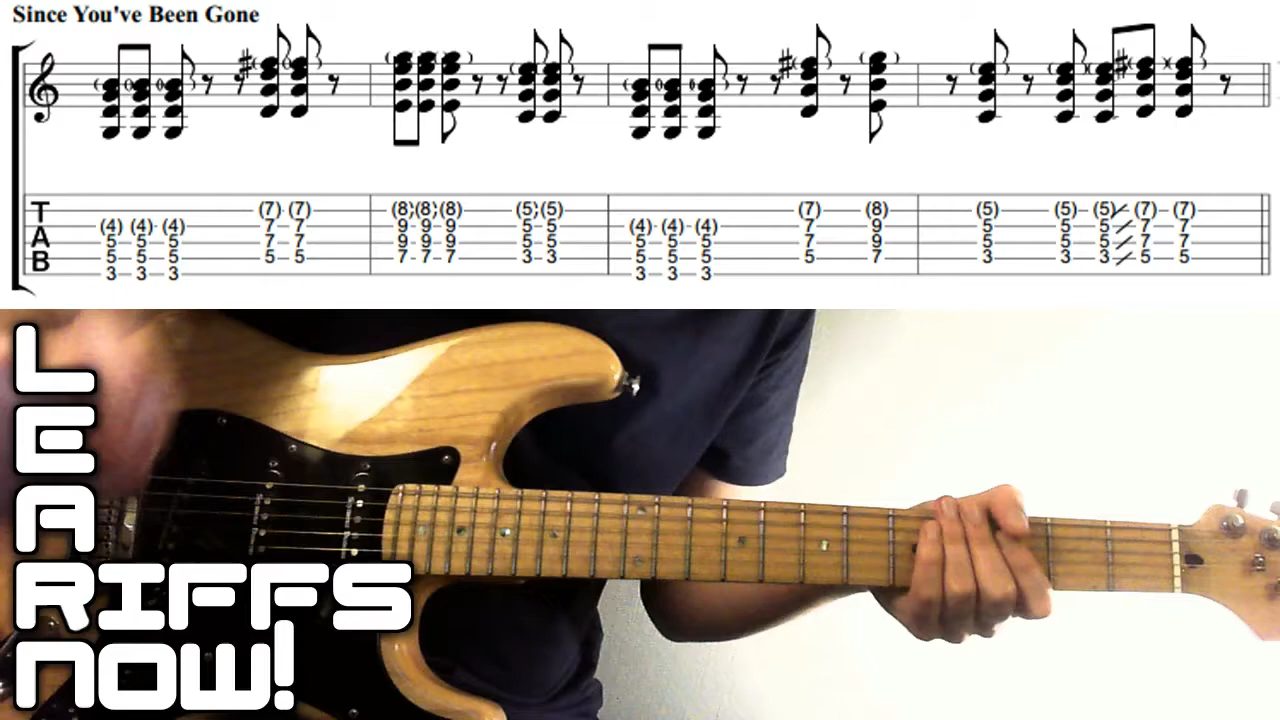 Since You've Been Gone
T (7) (7) (8) (8) (8) (5) (5) (7) (8) (5) (5) (5) (7) (7)
(4) (4) (4) 7 7 9 9 9 5 5 (4) (4) (4) 7 9 5 5 5 7 7
A 5 5 5 7 7 9 9 9 5 5 5 5 5 7 9 5 5 5 7 7
B 5 5 5 5 5 7 7 7 3 3 5 5 5 5 7 3 3 3 5 5
3 3 3 3 3 3
LEA
RIFFS
NOW!